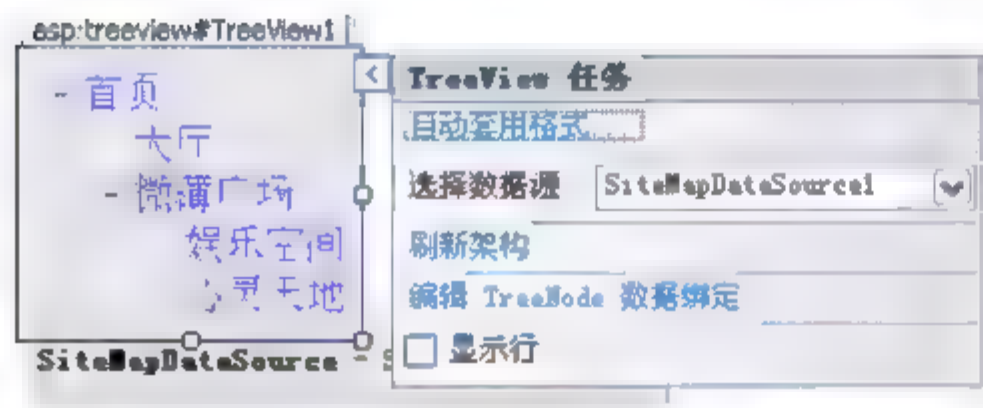 asp:treeview#TreeView1
- 首页
大厅
- 微薄广场
娱乐空间
心灵天地
SiteMapDataSource - S
TreeView 任务
自动套用格式...
选择数据源 SiteMapDataSource1
刷新架构
编辑 TreeNode 数据绑定
显示行